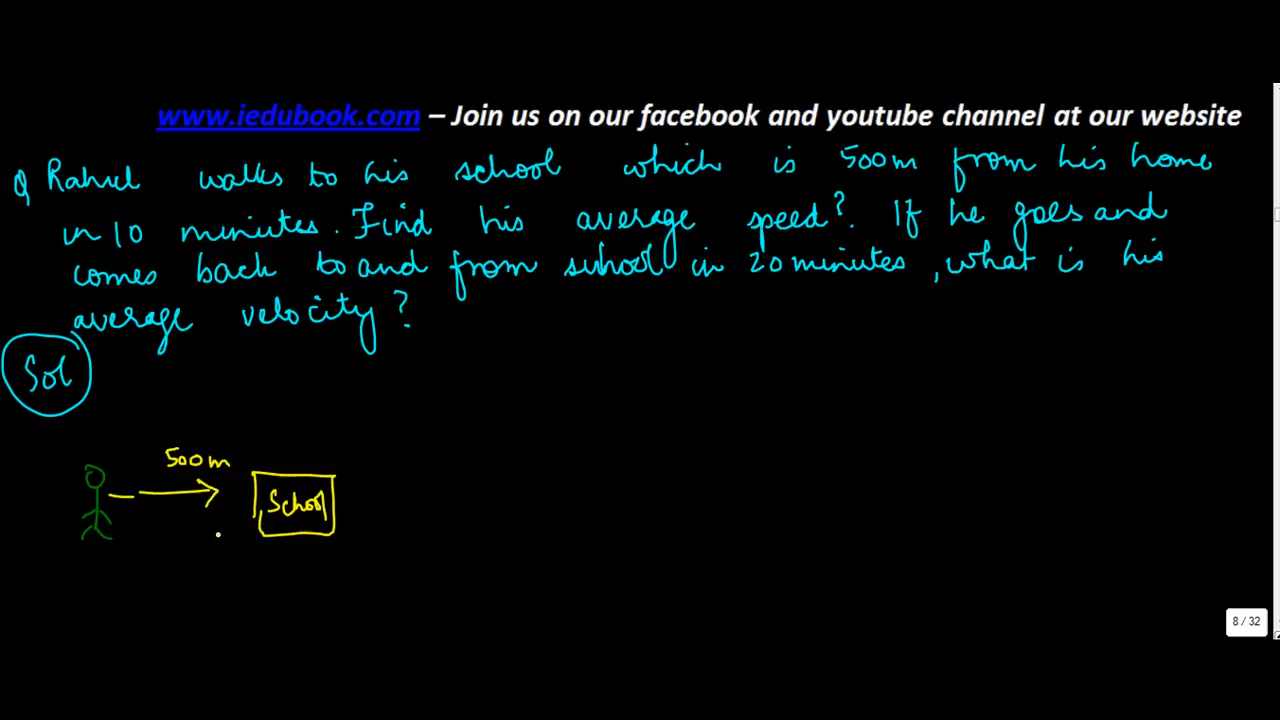 www.iedubook.com – Join us on our facebook and youtube channel at our website
Q Rahul walks to his school which is 500m from his home
in 10 minutes. Find his average speed? If he goes and
comes back to and from school in 20 minutes, what is his
average velocity?
Sol
500m
School
8 / 32